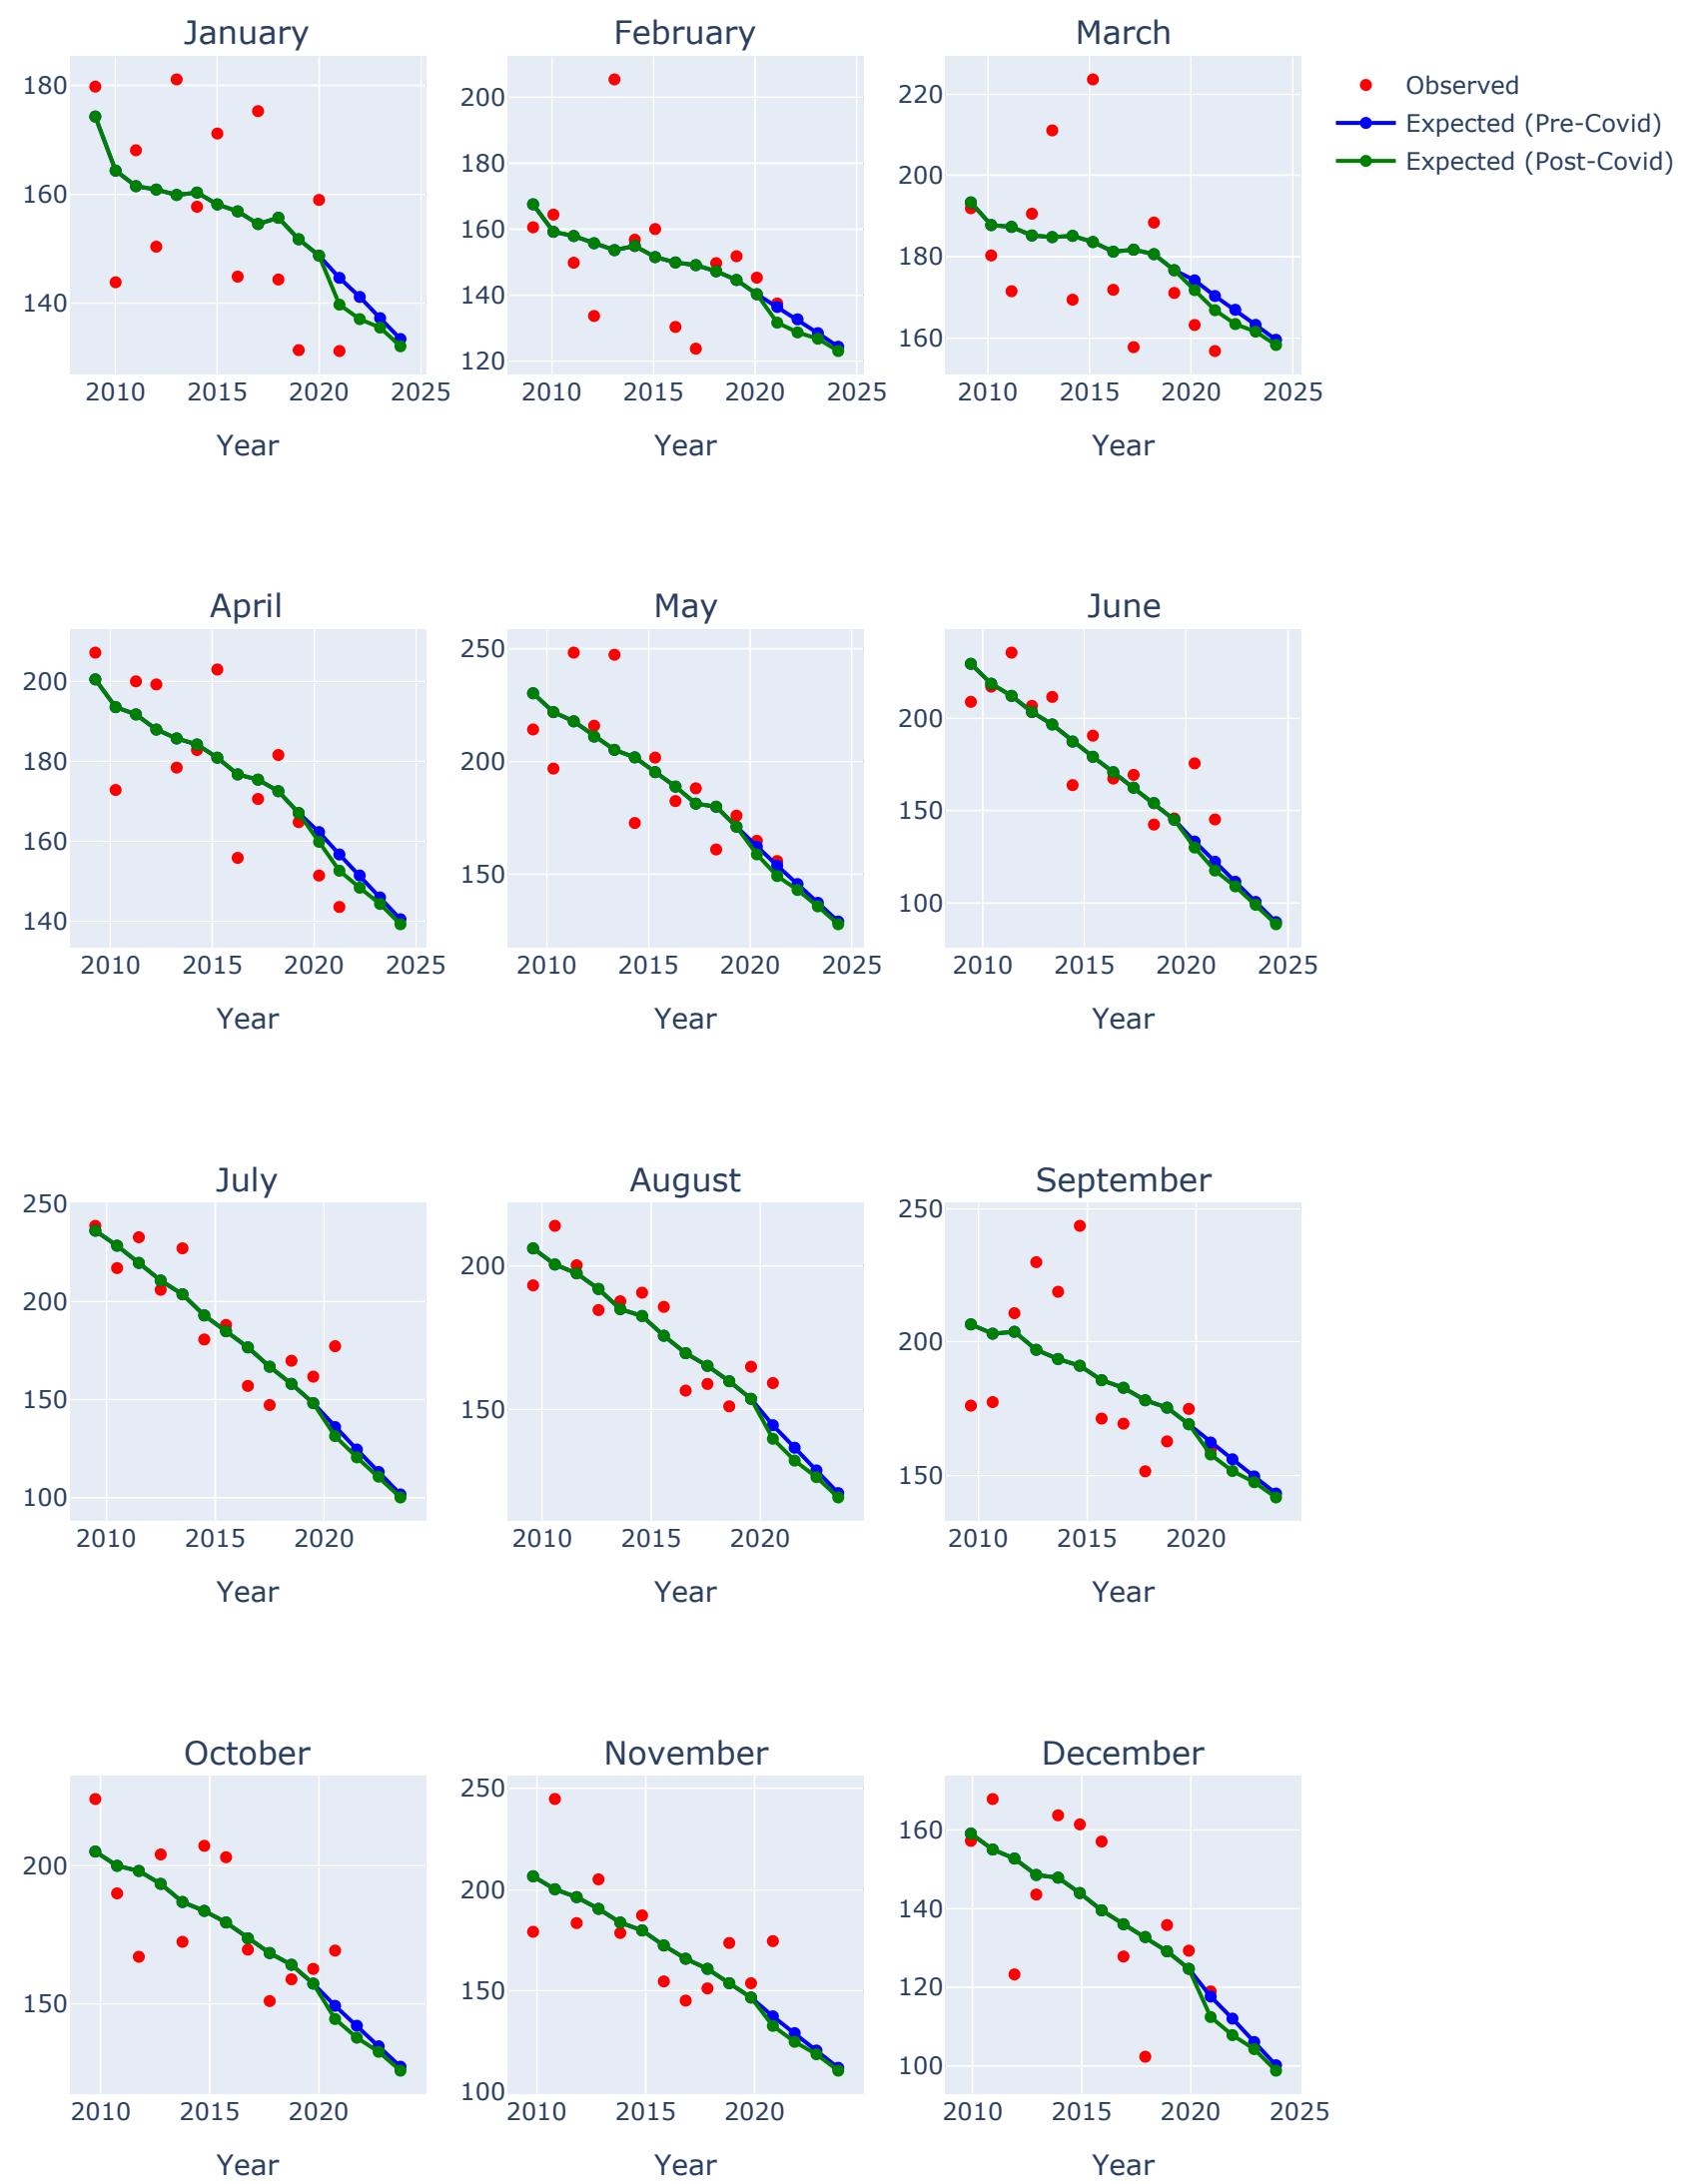 January
February
March
180
160
140
2010 2015 2020 2025
Year
200
180
160
140
120
2010 2015 2020 2025
Year
220
200
180
160
2010 2015 2020 2025
Year
Observed
Expected (Pre-Covid)
Expected (Post-Covid)
April
May
June
200
180
160
140
2010 2015 2020 2025
Year
250
200
150
2010 2015 2020 2025
Year
200
150
100
2010 2015 2020 2025
Year
July
August
September
250
200
150
100
2010 2015 2020
Year
200
150
2010 2015 2020
Year
250
200
150
2010 2015 2020
Year
October
November
December
200
150
2010 2015 2020
Year
250
200
150
100
2010 2015 2020
Year
160
140
120
100
2010 2015 2020 2025
Year